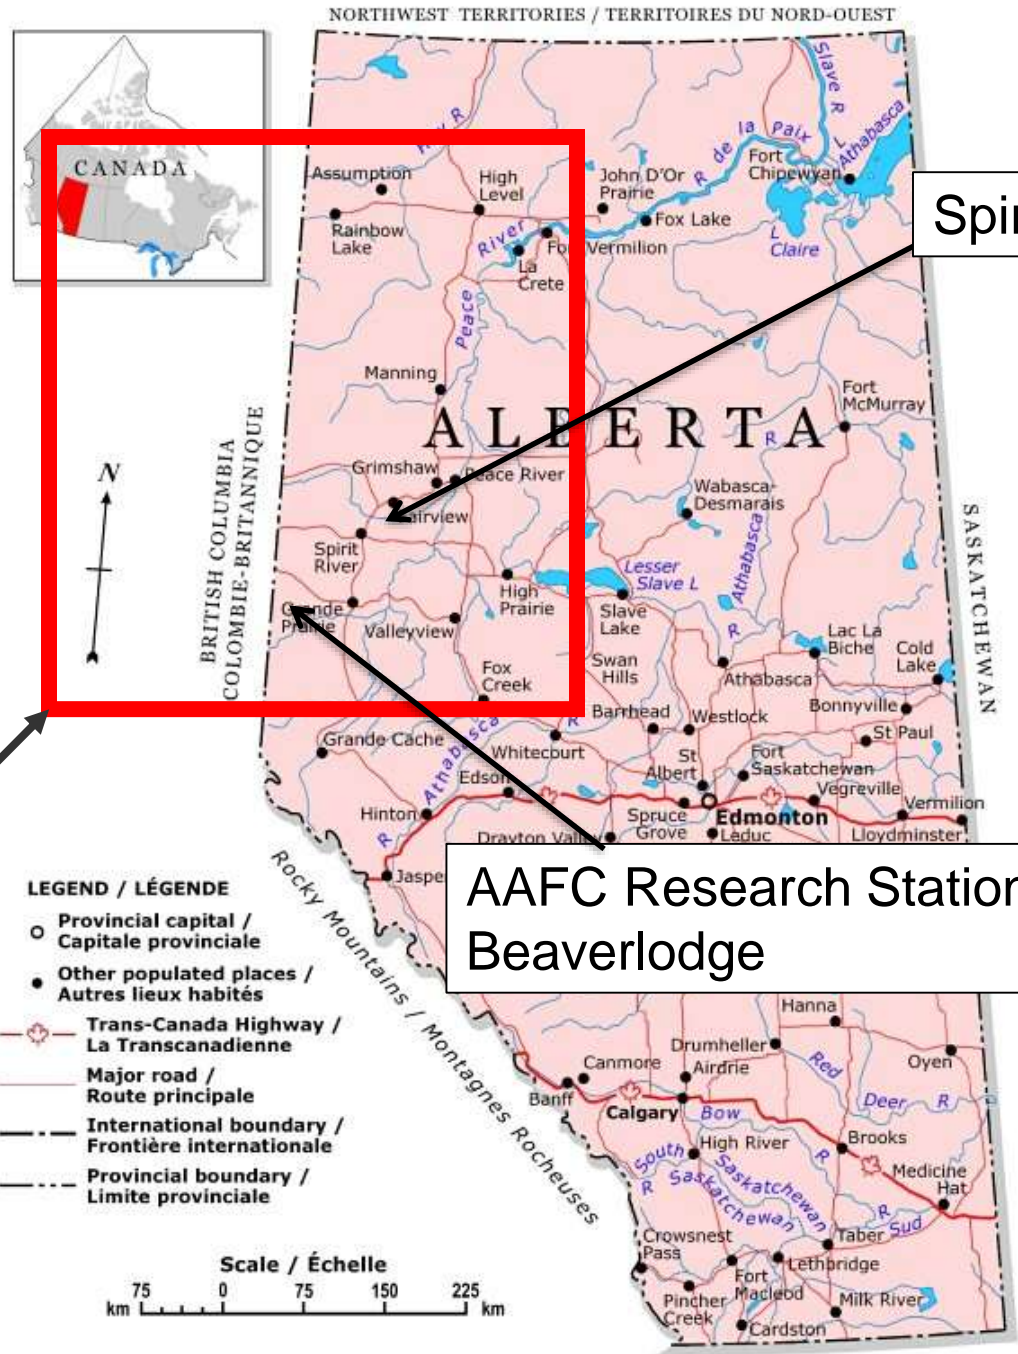 NORTHWEST TERRITORIES / TERRITOIRES DU NORD-OUEST
CANADA
Slave R
L Athabasca
Hay R
R de la Paix
Assumption
High
Level
John D'Or
Prairie
Fort
Chipewyan
Rainbow
Lake
River
Fort Vermilion
Fox Lake
L
Claire
Spir
La
Crete
Peace
Manning
Fort
McMurray
ALBERTA
BRITISH COLUMBIA
COLOMBIE-BRITANNIQUE
N
R
Grimshaw
Peace River
Wabasca-
Desmarais
Fairview
Athabasca
SASKATCHEWAN
Spirit
River
Lesser
Slave L
High
Prairie
Grande
Prairie
Valleyview
Slave
Lake
R
Lac La
Biche
Cold
Lake
Fox
Creek
Swan
Hills
Athabasca
Bonnyville
Barrhead
Westlock
St Paul
Athabasca
R
Grande Cache
Whitecourt
St
Albert
Fort
Saskatchewan
Edson
Vegreville
Vermilion
Hinton
Spruce
Grove
Edmonton
Drayton Valley
Leduc
Lloydminster
R
Jaspe
AAFC Research Station
Beaverlodge
Rocky Mountains / Montagnes Rocheuses
LEGEND / LÉGENDE
Provincial capital /
Capitale provinciale
Other populated places /
Autres lieux habités
Trans-Canada Highway /
La Transcanadienne
Major road /
Route principale
International boundary /
Frontière internationale
Provincial boundary /
Limite provinciale
Hanna
Drumheller
Oyen
Canmore
Airdrie
Red
Deer R
Banff
Calgary
Bow
R
High River
Brooks
South
Saskatchewan
R
Saskatchewan
Medicine
Hat
R
Sud
Crowsnest
Pass
Taber
Lethbridge
Fort
Macleod
Pincher
Creek
Milk River
Cardston
Scale / Échelle
75 0 75 150 225
km km